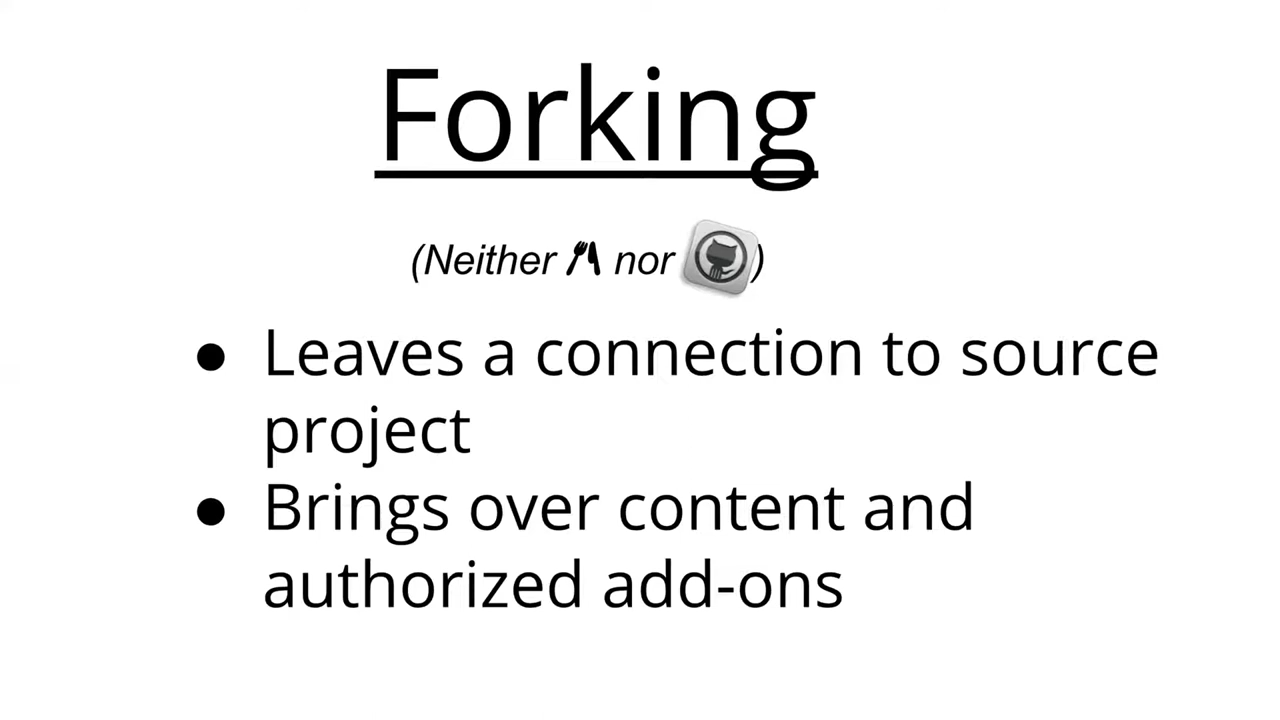 Forking
(Neither nor )
● Leaves a connection to source
project
● Brings over content and
authorized add-ons